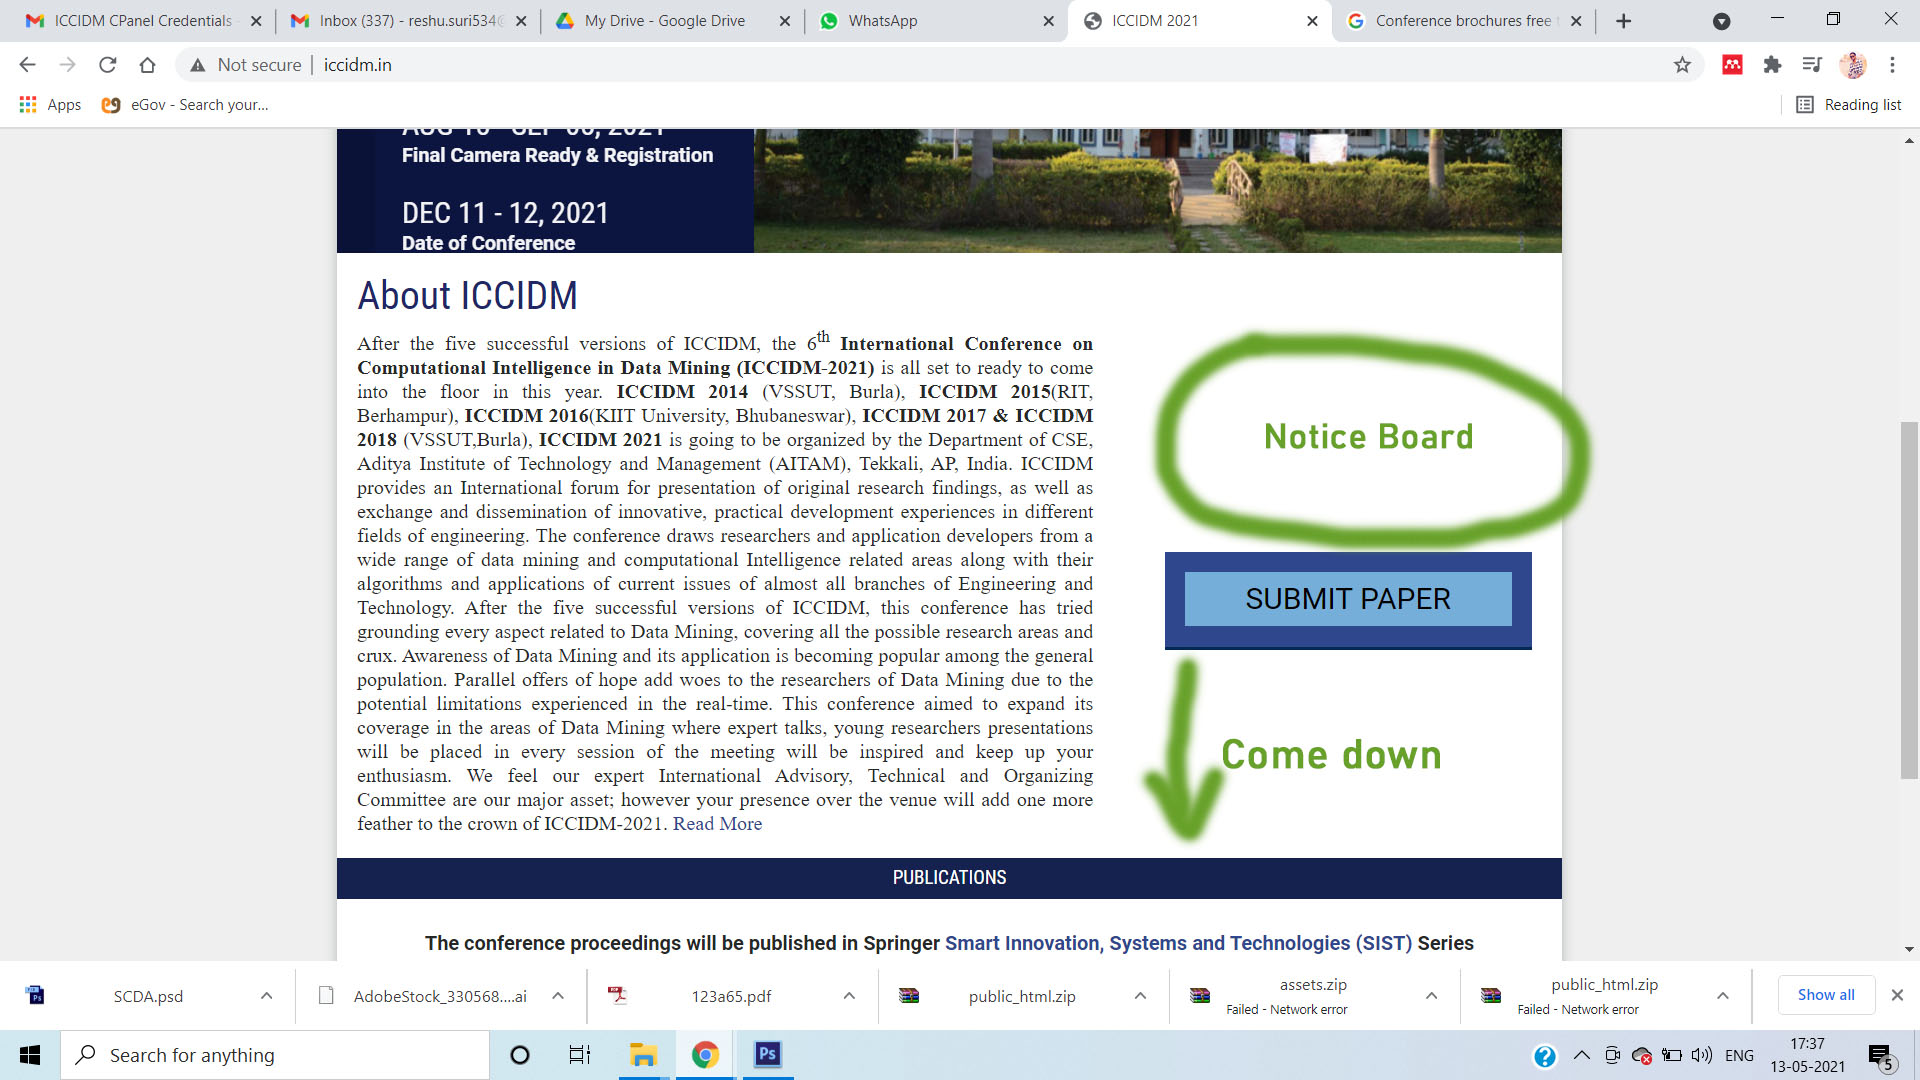 ICCIDM CPanel Credentials
Inbox (337) - reshu.suri534@
My Drive - Google Drive
WhatsApp
ICCIDM 2021
Conference brochures free
Not secure
iccidm.in
Apps
eGov - Search your...
Reading list
AUG 10 - SEP 08, 2021
Final Camera Ready & Registration
DEC 11 - 12, 2021
Date of Conference
About ICCIDM
After the five successful versions of ICCIDM, the 6th International Conference on
Computational Intelligence in Data Mining (ICCIDM-2021) is all set to ready to come
into the floor in this year. ICCIDM 2014 (VSSUT, Burla), ICCIDM 2015(RIT,
Berhampur), ICCIDM 2016(KIIT University, Bhubaneswar), ICCIDM 2017 & ICCIDM
2018 (VSSUT,Burla), ICCIDM 2021 is going to be organized by the Department of CSE,
Aditya Institute of Technology and Management (AITAM), Tekkali, AP, India. ICCIDM
provides an International forum for presentation of original research findings, as well as
exchange and dissemination of innovative, practical development experiences in different
fields of engineering. The conference draws researchers and application developers from a
wide range of data mining and computational Intelligence related areas along with their
algorithms and applications of current issues of almost all branches of Engineering and
Technology. After the five successful versions of ICCIDM, this conference has tried
grounding every aspect related to Data Mining, covering all the possible research areas and
crux. Awareness of Data Mining and its application is becoming popular among the general
population. Parallel offers of hope add woes to the researchers of Data Mining due to the
potential limitations experienced in the real-time. This conference aimed to expand its
coverage in the areas of Data Mining where expert talks, young researchers presentations
will be placed in every session of the meeting will be inspired and keep up your
enthusiasm. We feel our expert International Advisory, Technical and Organizing
Committee are our major asset; however your presence over the venue will add one more
feather to the crown of ICCIDM-2021. Read More
Notice Board
SUBMIT PAPER
Come down
PUBLICATIONS
The conference proceedings will be published in Springer Smart Innovation, Systems and Technologies (SIST) Series
SCDA.psd
AdobeStock_330568....ai
123a65.pdf
public_html.zip
assets.zip
Failed - Network error
public_html.zip
Failed - Network error
Show all
Search for anything
Ps
ENG
17:37
13-05-2021
5